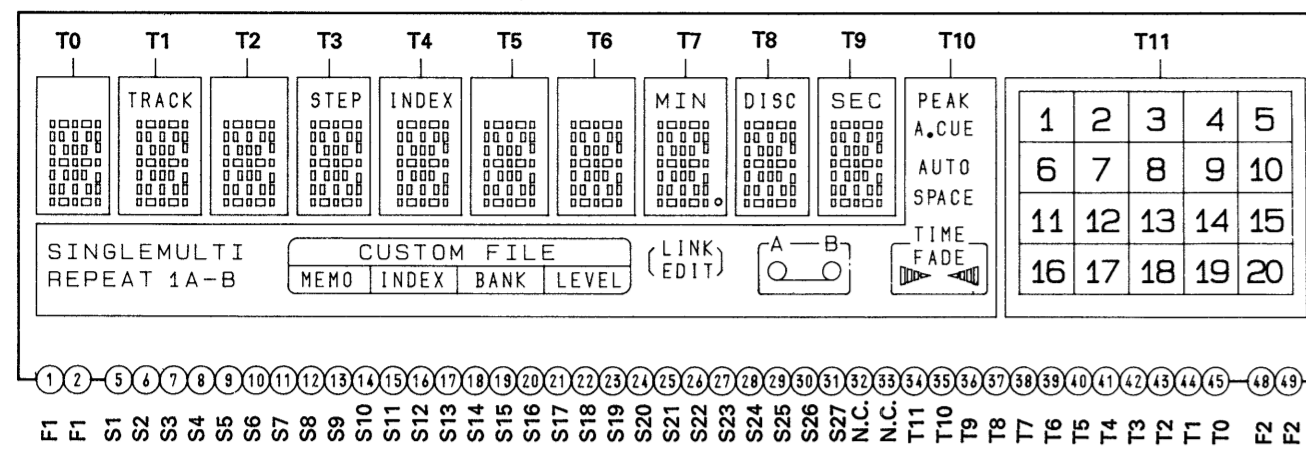 T0 T1 T2 T3 T4 T5 T6 T7 T8 T9 T10 T11
TRACK STEP INDEX MIN DISC SEC PEAK
A.CUE
AUTO
SPACE
1 2 3 4 5
6 7 8 9 10
11 12 13 14 15
16 17 18 19 20
SINGLEMULTI
REPEAT 1A-B
CUSTOM FILE
MEMO INDEX BANK LEVEL
(LINK
EDIT)
A B
TIME
FADE
1 2 5 6 7 8 9 10 11 12 13 14 15 16 17 18 19 20 21 22 23 24 25 26 27 28 29 30 31 32 33 34 35 36 37 38 39 40 41 42 43 44 45 48 49
F1 F1 S1 S2 S3 S4 S5 S6 S7 S8 S9 S10 S11 S12 S13 S14 S15 S16 S17 S18 S19 S20 S21 S22 S23 S24 S25 S26 S27 N.C. N.C. T11 T10 T9 T8 T7 T6 T5 T4 T3 T2 T1 T0 F2 F2